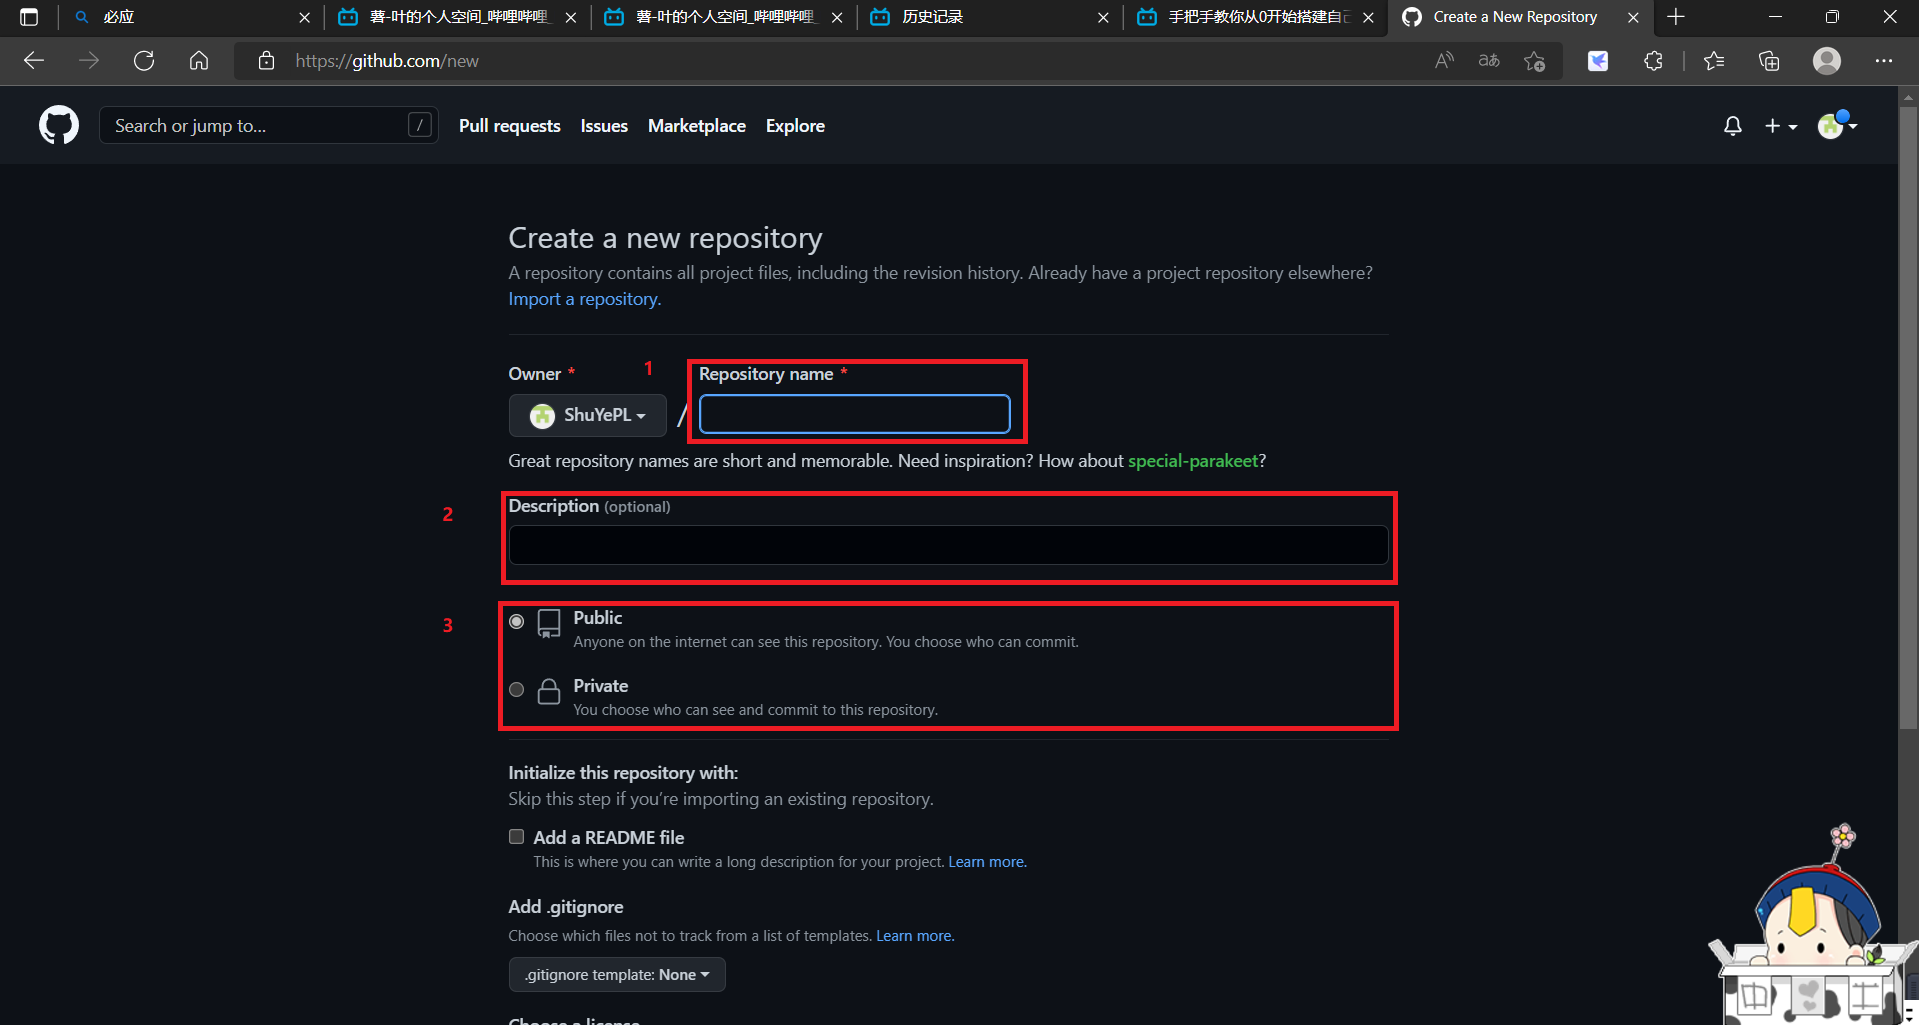 必应
薯-叶的个人空间_哔哩哔哩
薯-叶的个人空间_哔哩哔哩
历史记录
手把手教你从0开始搭建自己
Create a New Repository
https://github.com/new
Search or jump to...
/
Pull requests
Issues
Marketplace
Explore
Create a new repository
A repository contains all project files, including the revision history. Already have a project repository elsewhere?
Import a repository.
1
Owner *
Repository name *
ShuYePL
/
Great repository names are short and memorable. Need inspiration? How about special-parakeet?
2
Description (optional)
3
Public
Anyone on the internet can see this repository. You choose who can commit.
Private
You choose who can see and commit to this repository.
Initialize this repository with:
Skip this step if you’re importing an existing repository.
Add a README file
This is where you can write a long description for your project. Learn more.
Add .gitignore
Choose which files not to track from a list of templates. Learn more.
.gitignore template: None
Choose a license